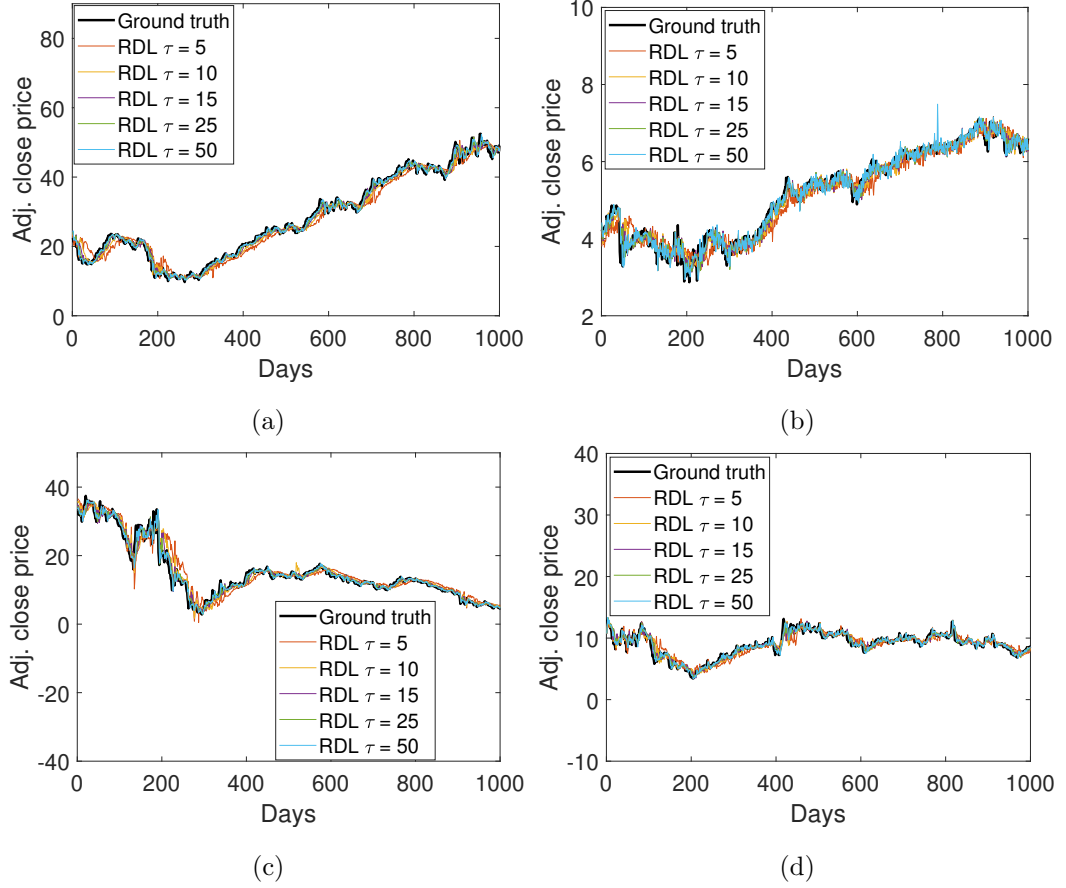 Adj. close price
80
60
40
20
0
Ground truth
RDL τ = 5
RDL τ = 10
RDL τ = 15
RDL τ = 25
RDL τ = 50
0 200 400 600 800 1000
Days
(a)
Adj. close price
10
8
6
4
2
Ground truth
RDL τ = 5
RDL τ = 10
RDL τ = 15
RDL τ = 25
RDL τ = 50
0 200 400 600 800 1000
Days
(b)
Adj. close price
40
20
0
-20
-40
Ground truth
RDL τ = 5
RDL τ = 10
RDL τ = 15
RDL τ = 25
RDL τ = 50
0 200 400 600 800 1000
Days
(c)
Adj. close price
40
30
20
10
0
-10
Ground truth
RDL τ = 5
RDL τ = 10
RDL τ = 15
RDL τ = 25
RDL τ = 50
0 200 400 600 800 1000
Days
(d)